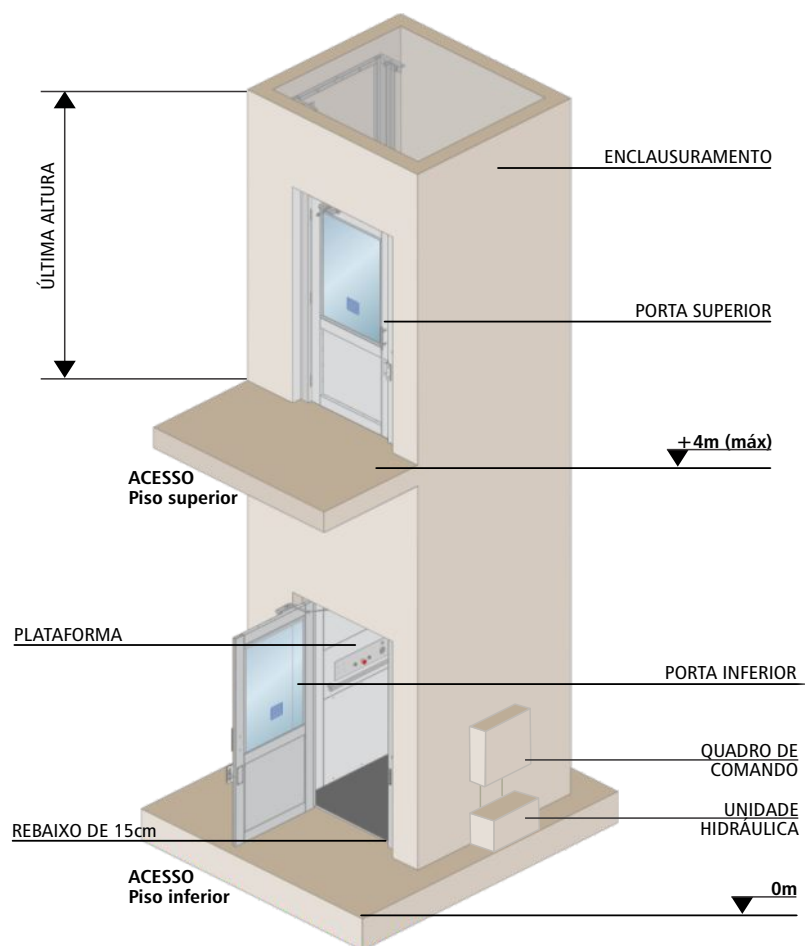 ENCLAUSURAMENTO
ÚLTIMA ALTURA
PORTA SUPERIOR
+4m (máx)
ACESSO
Piso superior
PLATAFORMA
PORTA INFERIOR
QUADRO DE
COMANDO
UNIDADE
HIDRÁULICA
REBAIXO DE 15cm
ACESSO
Piso inferior
0m